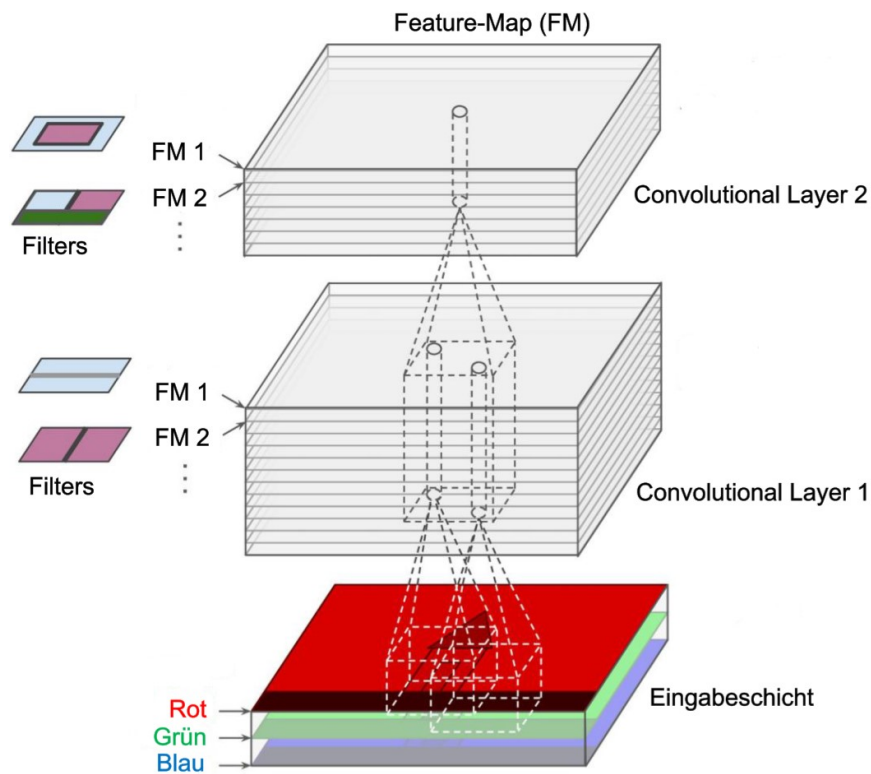 Feature-Map (FM)
FM 1
FM 2
Filters
Convolutional Layer 2
FM 1
FM 2
Filters
Convolutional Layer 1
Rot
Grün
Blau
Eingabeschicht